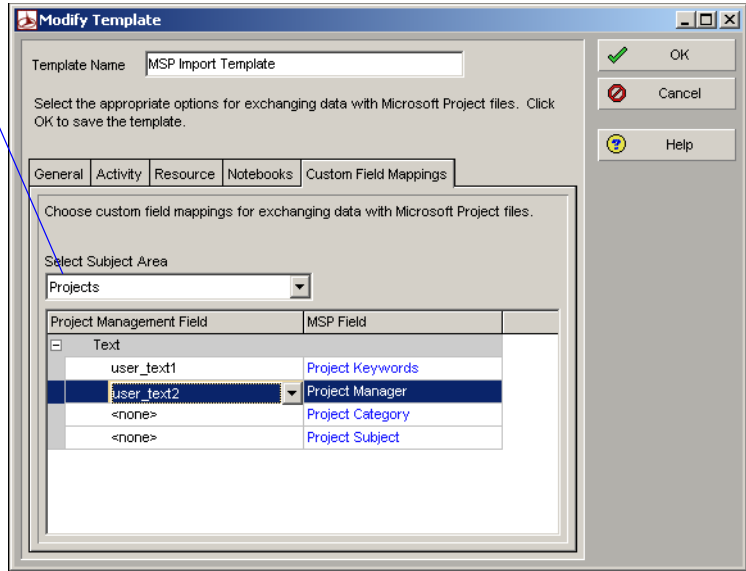 Modify Template
Template Name MSP Import Template
OK
Select the appropriate options for exchanging data with Microsoft Project files. Click
OK to save the template.
Cancel
Help
General Activity Resource Notebooks Custom Field Mappings
Choose custom field mappings for exchanging data with Microsoft Project files.
Select Subject Area
Projects
Project Management Field MSP Field
Text
user_text1 Project Keywords
user_text2 Project Manager
<none> Project Category
<none> Project Subject